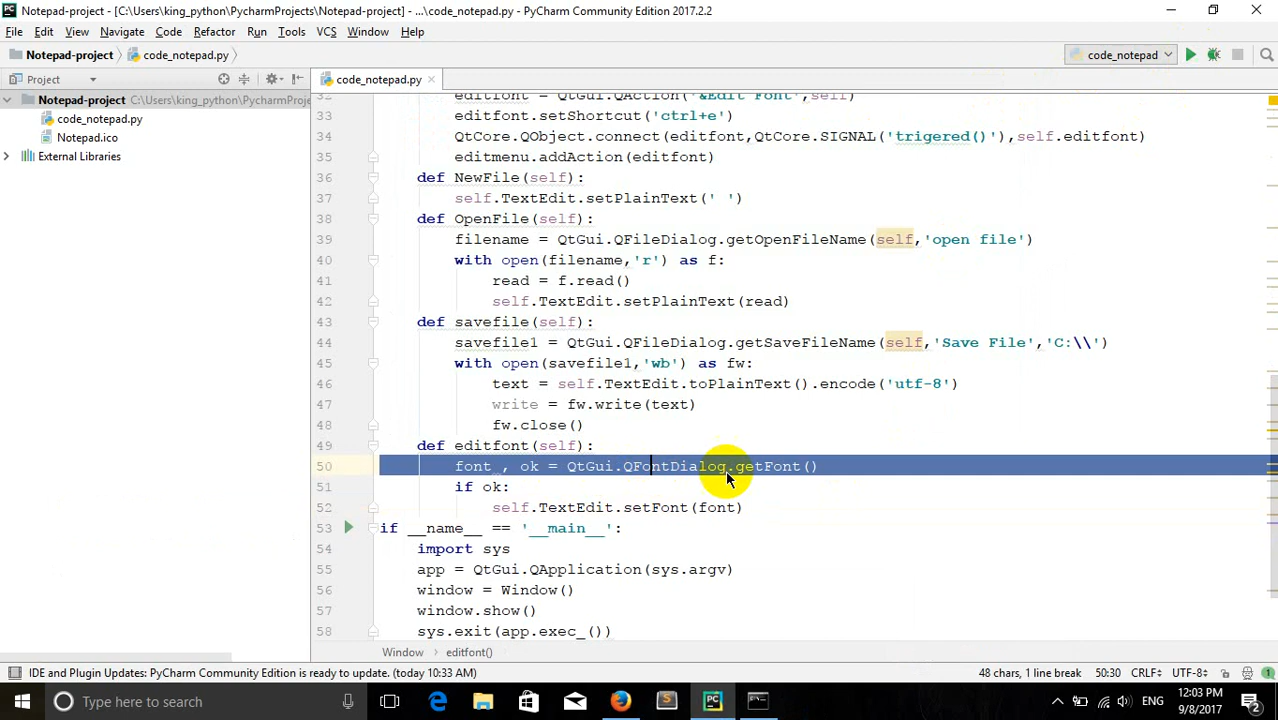 Notepad-project - [C:\Users\king_python\PycharmProjects\Notepad-project] - ...\code_notepad.py - PyCharm Community Edition 2017.2.2
File Edit View Navigate Code Refactor Run Tools VCS Window Help
Notepad-project code_notepad.py code_notepad
Project code_notepad.py
Notepad-project C:\Users\king_python\PycharmProje
code_notepad.py
Notepad.ico
External Libraries
32 editfont = QtGui.QAction('&Edit Font',self)
33 editfont.setShortcut('ctrl+e')
34 QtCore.QObject.connect(editfont,QtCore.SIGNAL('trigered()'),self.editfont)
35 editmenu.addAction(editfont)
36 def NewFile(self):
37 self.TextEdit.setPlainText(' ')
38 def OpenFile(self):
39 filename = QtGui.QFileDialog.getOpenFileName(self,'open file')
40 with open(filename,'r') as f:
41 read = f.read()
42 self.TextEdit.setPlainText(read)
43 def savefile(self):
44 savefile1 = QtGui.QFileDialog.getSaveFileName(self,'Save File','C:\\')
45 with open(savefile1,'wb') as fw:
46 text = self.TextEdit.toPlainText().encode('utf-8')
47 write = fw.write(text)
48 fw.close()
49 def editfont(self):
50 font_, ok = QtGui.QFontDialog.getFont()
51 if ok:
52 self.TextEdit.setFont(font)
53 if __name__ == '__main__':
54 import sys
55 app = QtGui.QApplication(sys.argv)
56 window = Window()
57 window.show()
58 sys.exit(app.exec_())
Window editfont()
IDE and Plugin Updates: PyCharm Community Edition is ready to update. (today 10:33 AM) 48 chars, 1 line break 50:30 CRLF÷ UTF-8÷ 1
Type here to search ENG 12:03 PM
9/8/2017